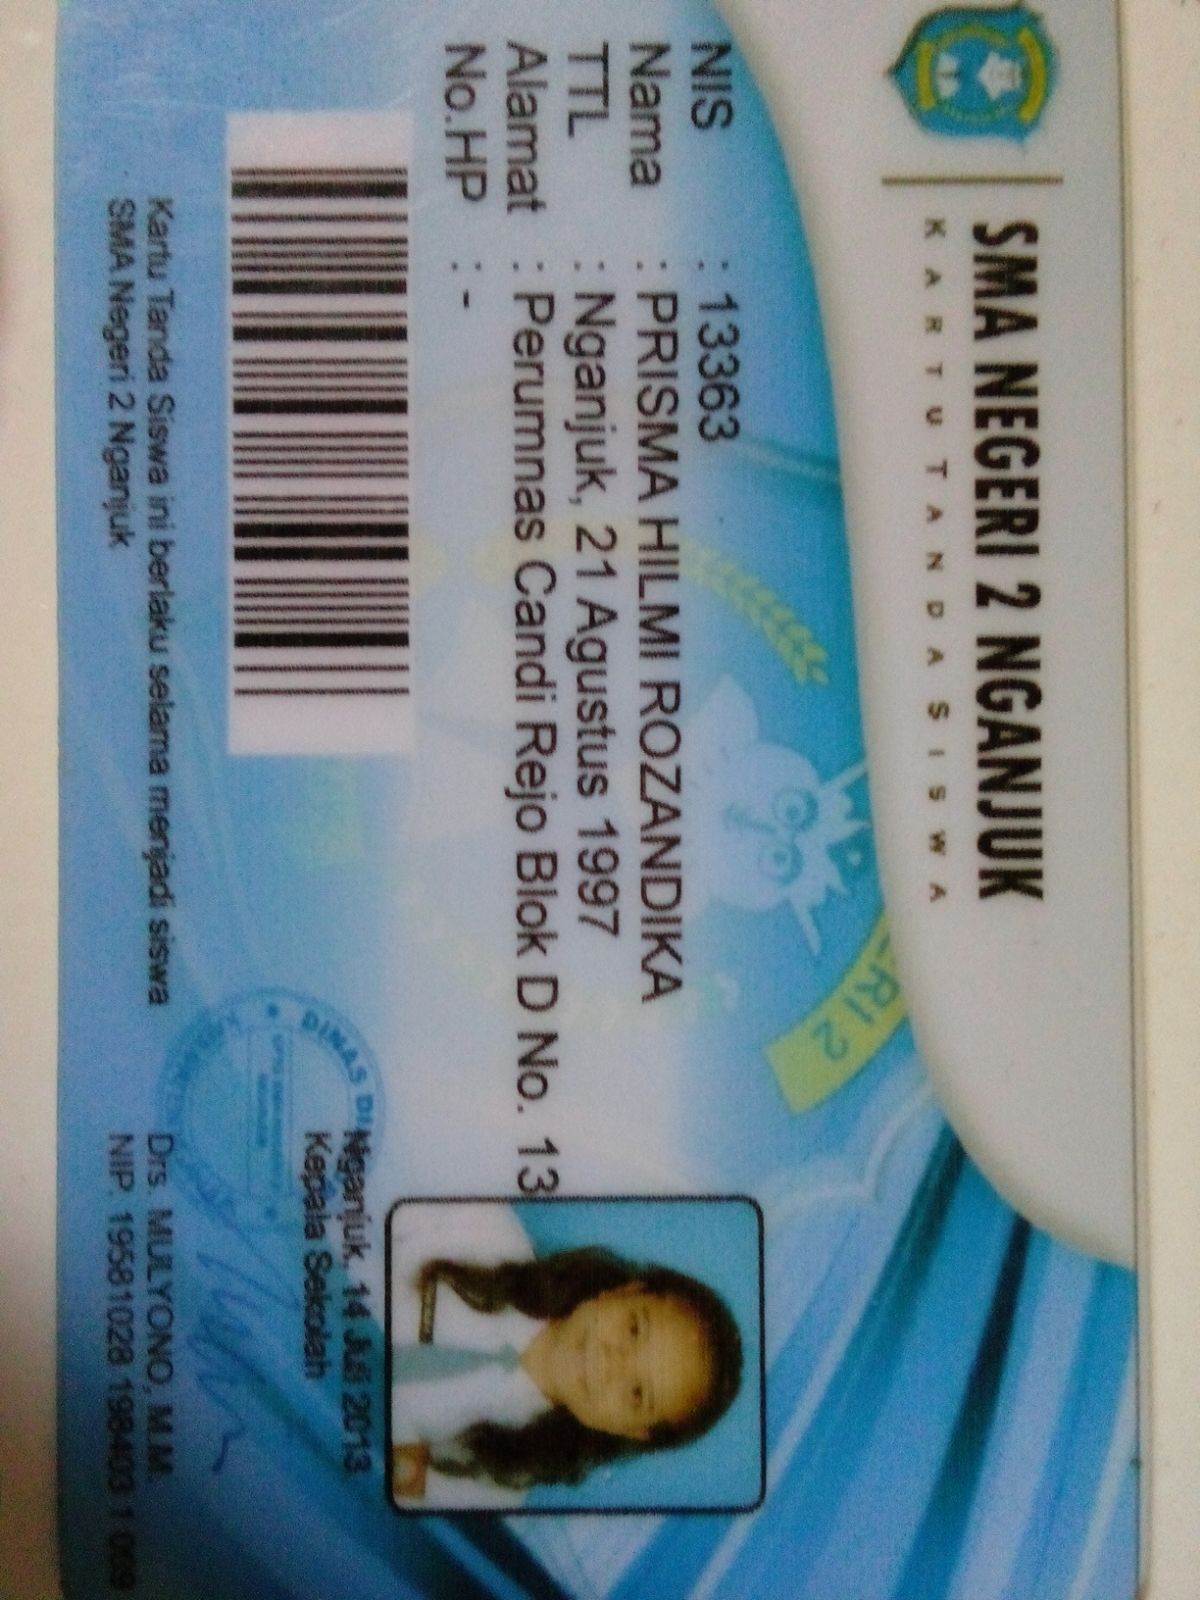 SMA NEGERI 2 NGANJUK
KARTU TANDA SISWA
NIS : 13363
Nama : PRISMA HILMI ROZANDIKA
TTL : Nganjuk, 21 Agustus 1997
Alamat : Perumnas Candi Rejo Blok D No. 13
No.HP : -
Nganjuk, 14 Juli 2013
Kepala Sekolah
Kartu Tanda Siswa ini berlaku selama menjadi siswa
SMA Negeri 2 Nganjuk
Drs. MULYONO, M.M.
NIP. 19581028 198403 1 009
ERI 2
DINAS